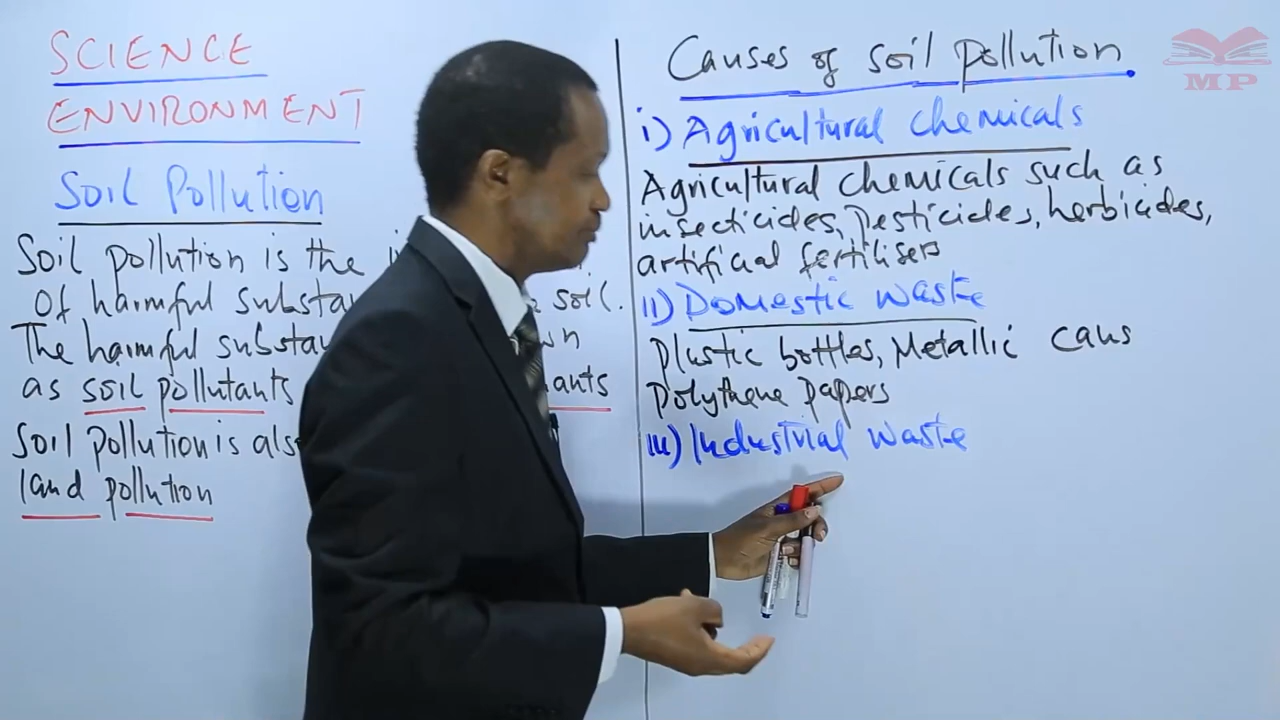 SCIENCE
ENVIRONMENT
Soil Pollution
Soil pollution is the
of harmful soil.
The harmful
as soil pollutants
Soil pollution is
land pollution
Causes of soil pollution
i) Agricultural chemicals
Agricultural chemicals such as
insecticides, pesticides, herbicides,
artificial fertilisers
ii) Domestic waste
plastic bottles, Metallic cans
polythene papers
iii) Industrial waste
MP